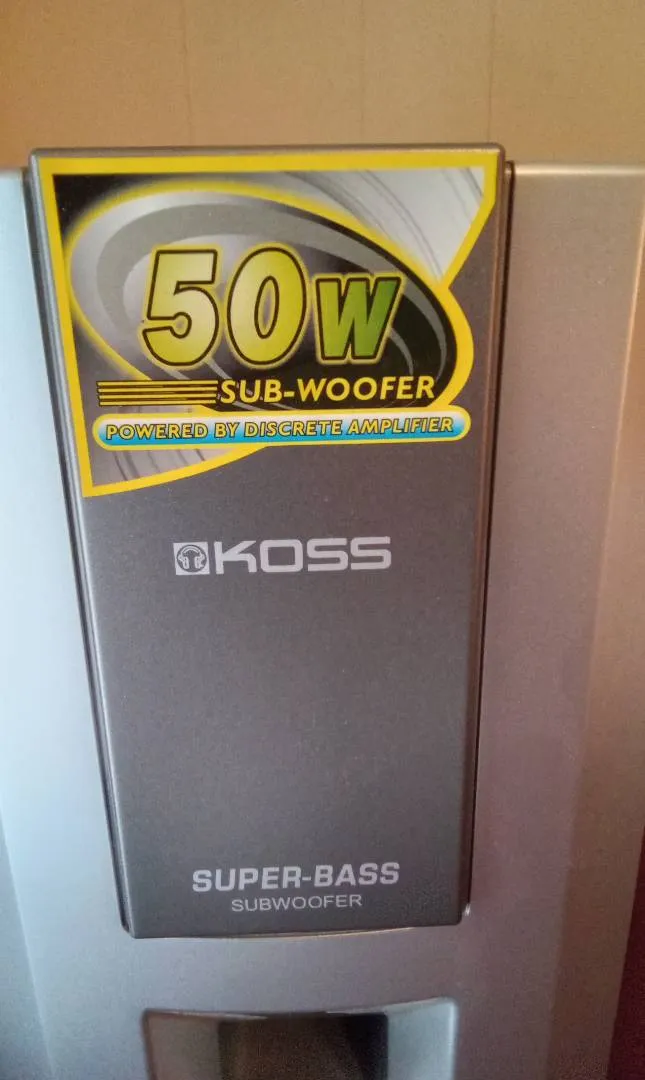 50W
SUB-WOOFER
POWERED BY DISCRETE AMPLIFIER
KOSS
SUPER-BASS
SUBWOOFER